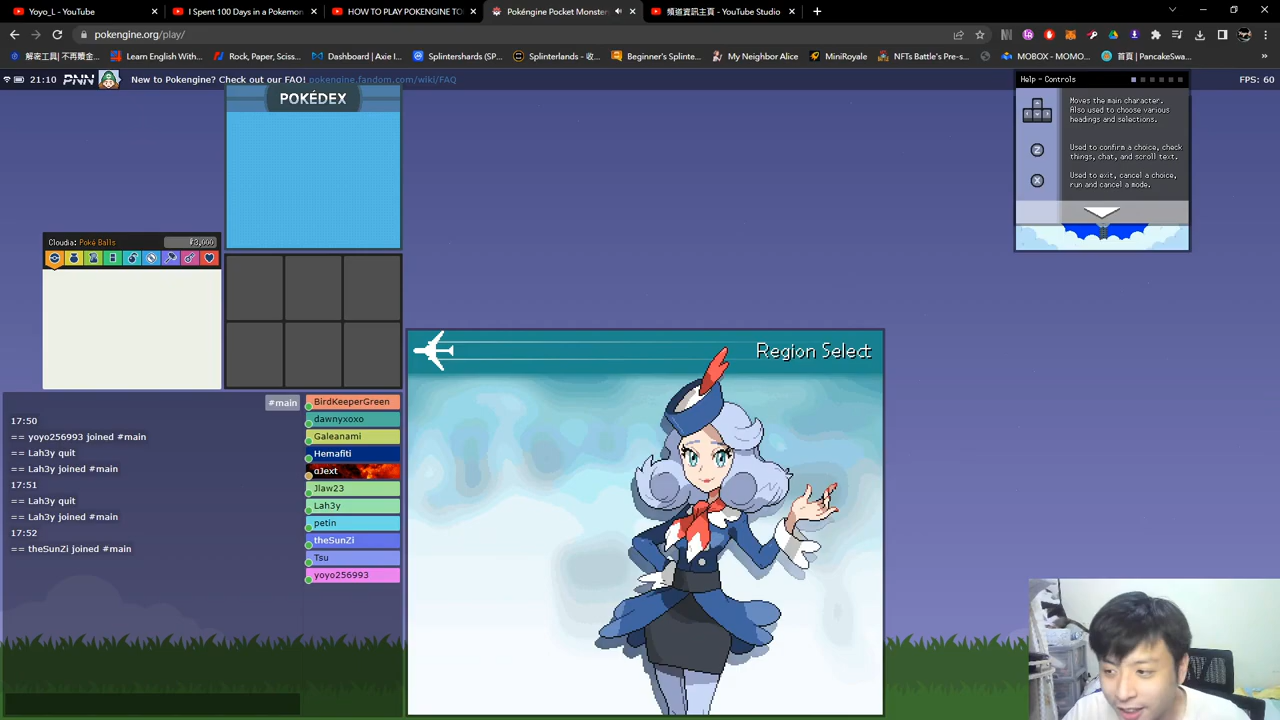 Yoyo_L - YouTube
I Spent 100 Days in a Pokemon
HOW TO PLAY POKENGINE TO
Pokéngine Pocket Monster
頻道資訊主頁 - YouTube Studio
pokengine.org/play/
解密工具| 不再鎖
Learn English With...
Rock, Paper, Sciss...
Dashboard | Axie I...
Splintershards (SP...
Splinterlands - 收...
Beginner's Splinte...
My Neighbor Alice
MiniRoyale
NFTs Battle's Pre-s...
MOBOX - MOMO...
首頁 | PancakeSwa...
21:10 PNN New to Pokengine? Check out our FAQ! pokengine.fandom.com/wiki/FAQ
FPS: 60
POKÉDEX
Help - Controls
Moves the main character.
Also used to choose various
headings and selections.
Z
Used to confirm a choice, check
things, chat, and scroll text.
X
Used to exit, cancel a choice,
run and cancel a mode.
Cloudia: Poké Balls
₽3,000
Region Select
#main
17:50
== yoyo256993 joined #main
== Lah3y quit
== Lah3y joined #main
17:51
== Lah3y quit
== Lah3y joined #main
17:52
== theSunZi joined #main
BirdKeeperGreen
dawnyxoxo
Galeanami
Hemafiti
aJext
Jlaw23
Lah3y
petin
theSunZi
Tsu
yoyo256993